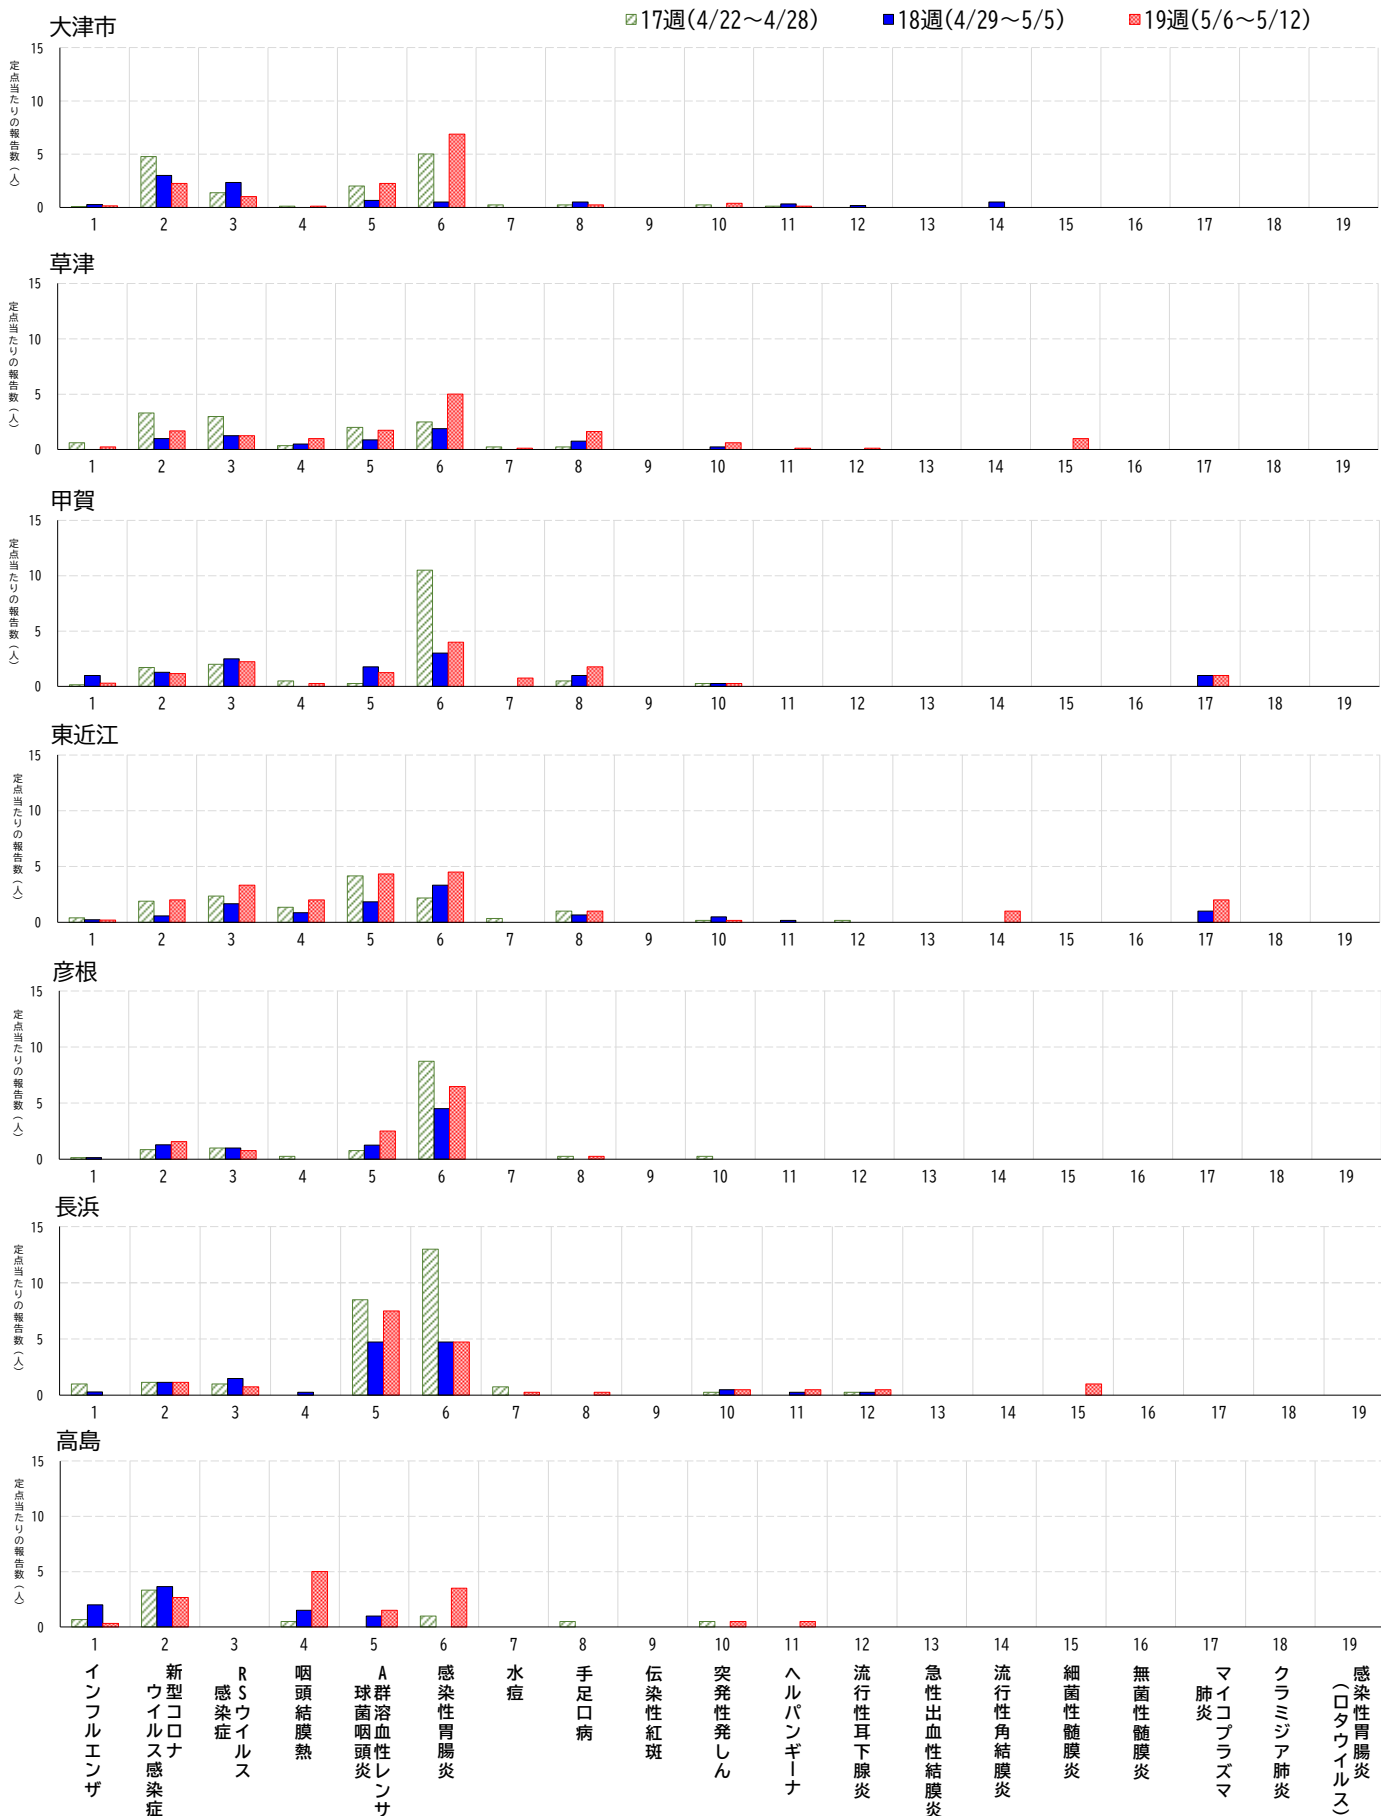 大津市
17週(4/22～4/28)
18週(4/29～5/5)
19週(5/6～5/12)
定点当たりの報告数（人）
15
10
5
0
1 2 3 4 5 6 7 8 9 10 11 12 13 14 15 16 17 18 19
草津
定点当たりの報告数（人）
15
10
5
0
1 2 3 4 5 6 7 8 9 10 11 12 13 14 15 16 17 18 19
甲賀
定点当たりの報告数（人）
15
10
5
0
1 2 3 4 5 6 7 8 9 10 11 12 13 14 15 16 17 18 19
東近江
定点当たりの報告数（人）
15
10
5
0
1 2 3 4 5 6 7 8 9 10 11 12 13 14 15 16 17 18 19
彦根
定点当たりの報告数（人）
15
10
5
0
1 2 3 4 5 6 7 8 9 10 11 12 13 14 15 16 17 18 19
長浜
定点当たりの報告数（人）
15
10
5
0
1 2 3 4 5 6 7 8 9 10 11 12 13 14 15 16 17 18 19
高島
定点当たりの報告数（人）
15
10
5
0
1 2 3 4 5 6 7 8 9 10 11 12 13 14 15 16 17 18 19
インフルエンザ
新型コロナ
ウイルス感染症
RSウイルス
感染症
咽頭結膜熱
A群溶血性レンサ
球菌咽頭炎
感染性胃腸炎
水痘
手足口病
伝染性紅斑
突発性発しん
ヘルパンギーナ
流行性耳下腺炎
急性出血性結膜炎
流行性角結膜炎
細菌性髄膜炎
無菌性髄膜炎
マイコプラズマ
肺炎
クラミジア肺炎
感染性胃腸炎
（ロタウイルス）